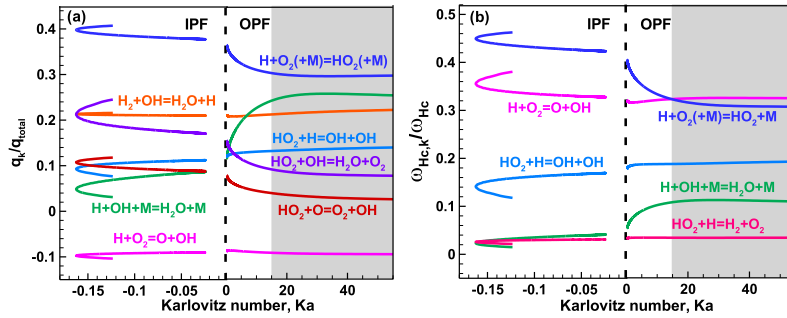 (a)
IPF
OPF
q_k/q_total
0.4
0.3
0.2
0.1
0
-0.1
H+O₂(+M)=HO₂(+M)
H₂+OH=H₂O+H
HO₂+H=OH+OH
HO₂+OH=H₂O+O₂
H+OH+M=H₂O+M
HO₂+O=O₂+OH
H+O₂=O+OH
-0.15
-0.1
-0.05
0
20
40
Karlovitz number, Ka
(b)
IPF
OPF
ω_Hc,k/ω_Hc
0.5
0.4
0.3
0.2
0.1
0
H+O₂=O+OH
H+O₂(+M)=HO₂+M
HO₂+H=OH+OH
H+OH+M=H₂O+M
HO₂+H=H₂+O₂
-0.15
-0.1
-0.05
0
20
40
Karlovitz number, Ka